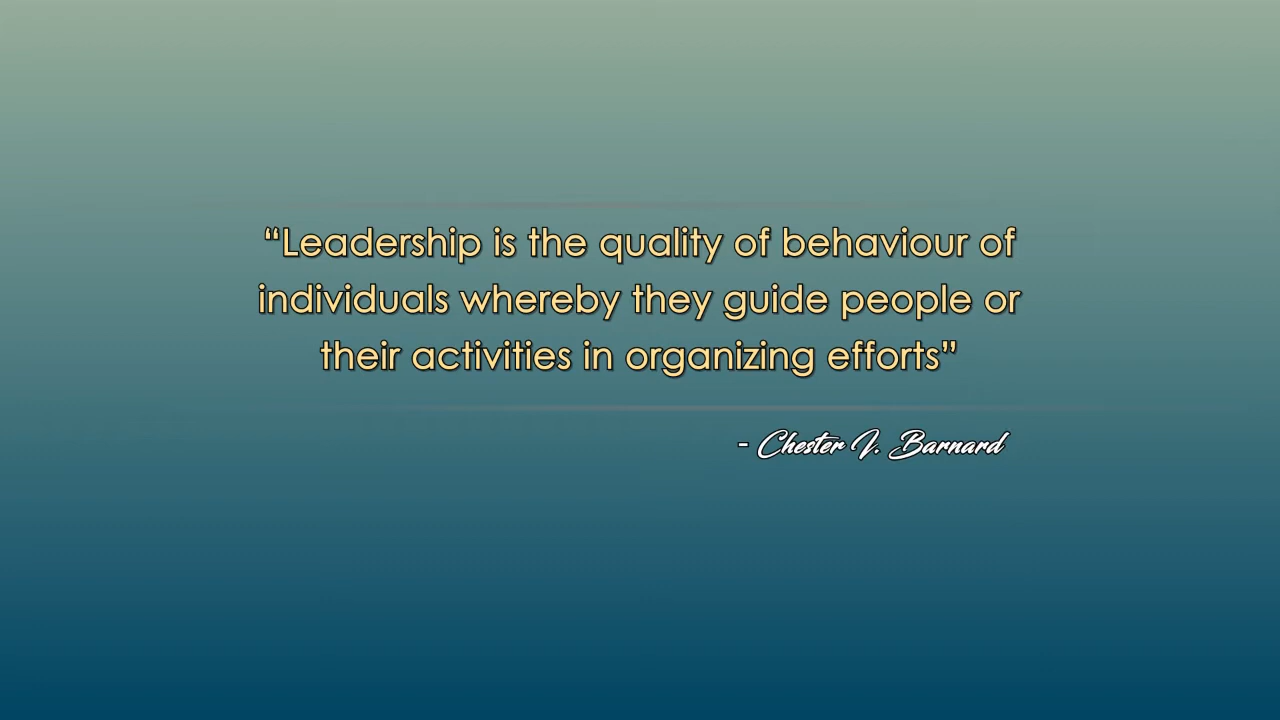 “Leadership is the quality of behaviour of
individuals whereby they guide people or
their activities in organizing efforts”
- Chester I. Barnard